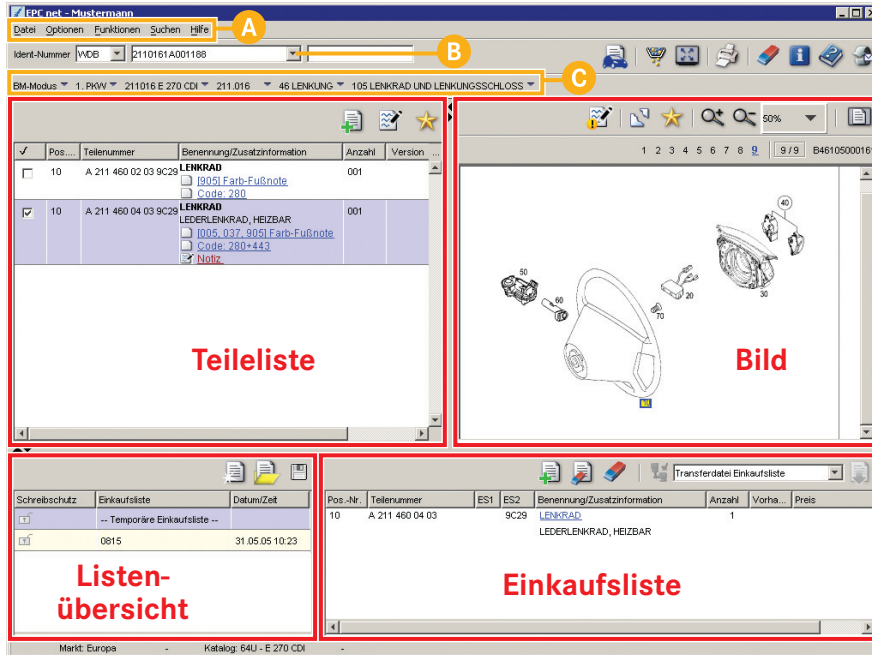 EPC net - Mustermann
Datei Optionen Funktionen Suchen Hilfe
A
Ident-Nummer WDB 2110161A001188
B
BM-Modus 1. PKW 211016 E 270 CDI 211.016 46 LENKUNG 105 LENKRAD UND LENKUNGSSCHLOSS
C
✓ Pos.... Teilenummer Benennung/Zusatzinformation Anzahl Version ...
10 A 211 460 02 03 9C29 LENKRAD 001
[905] Farb-Fußnote
Code: 280
10 A 211 460 04 03 9C29 LENKRAD 001
LEDERLENKRAD, HEIZBAR
[005, 037, 905] Farb-Fußnote
Code: 280+443
Notiz
Teileliste
50%
1 2 3 4 5 6 7 8 9 9 / 9 B4610500016
40
50
60
20
30
70
Bild
Schreibschutz Einkaufsliste Datum/Zeit
-- Temporäre Einkaufsliste --
0815 31.05.05 10:23
Listen-
übersicht
Transferdatei Einkaufsliste
Pos.-Nr. Teilenummer ES1 ES2 Benennung/Zusatzinformation Anzahl Vorha... Preis
10 A 211 460 04 03 9C29 LENKRAD 1
LEDERLENKRAD, HEIZBAR
Einkaufsliste
Markt: Europa - Katalog: 64U - E 270 CDI -